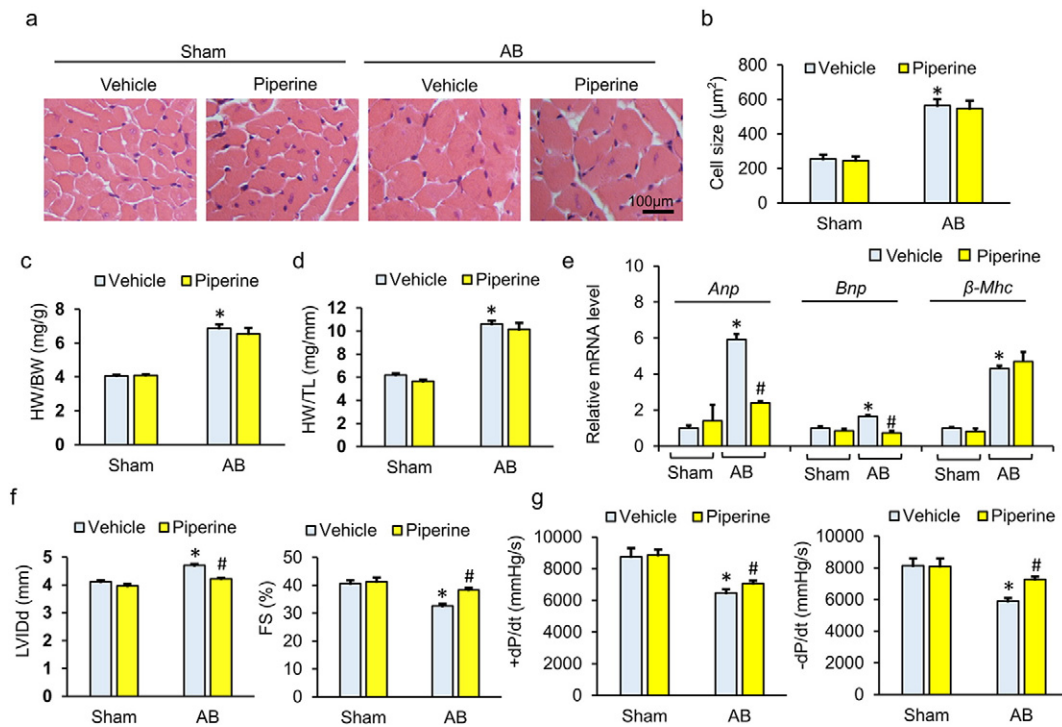 a
Sham
AB
Vehicle
Piperine
Vehicle
Piperine
100μm
b
Vehicle
Piperine
Cell size (μm²)
800
600
400
200
0
*
Sham
AB
c
Vehicle
Piperine
HW/BW (mg/g)
8
6
4
2
0
*
Sham
AB
d
Vehicle
Piperine
HW/TL (mg/mm)
12
10
8
6
4
2
0
*
Sham
AB
e
Vehicle
Piperine
Relative mRNA level
10
8
6
4
2
0
Anp
Bnp
β-Mhc
*
#
*
#
*
Sham
AB
Sham
AB
Sham
AB
f
Vehicle
Piperine
LVIDd (mm)
5
4
3
2
1
0
*
#
Sham
AB
Vehicle
Piperine
FS (%)
50
40
30
20
10
0
*
#
Sham
AB
g
Vehicle
Piperine
+dP/dt (mmHg/s)
10000
8000
6000
4000
2000
0
*
#
Sham
AB
Vehicle
Piperine
-dP/dt (mmHg/s)
10000
8000
6000
4000
2000
0
*
#
Sham
AB